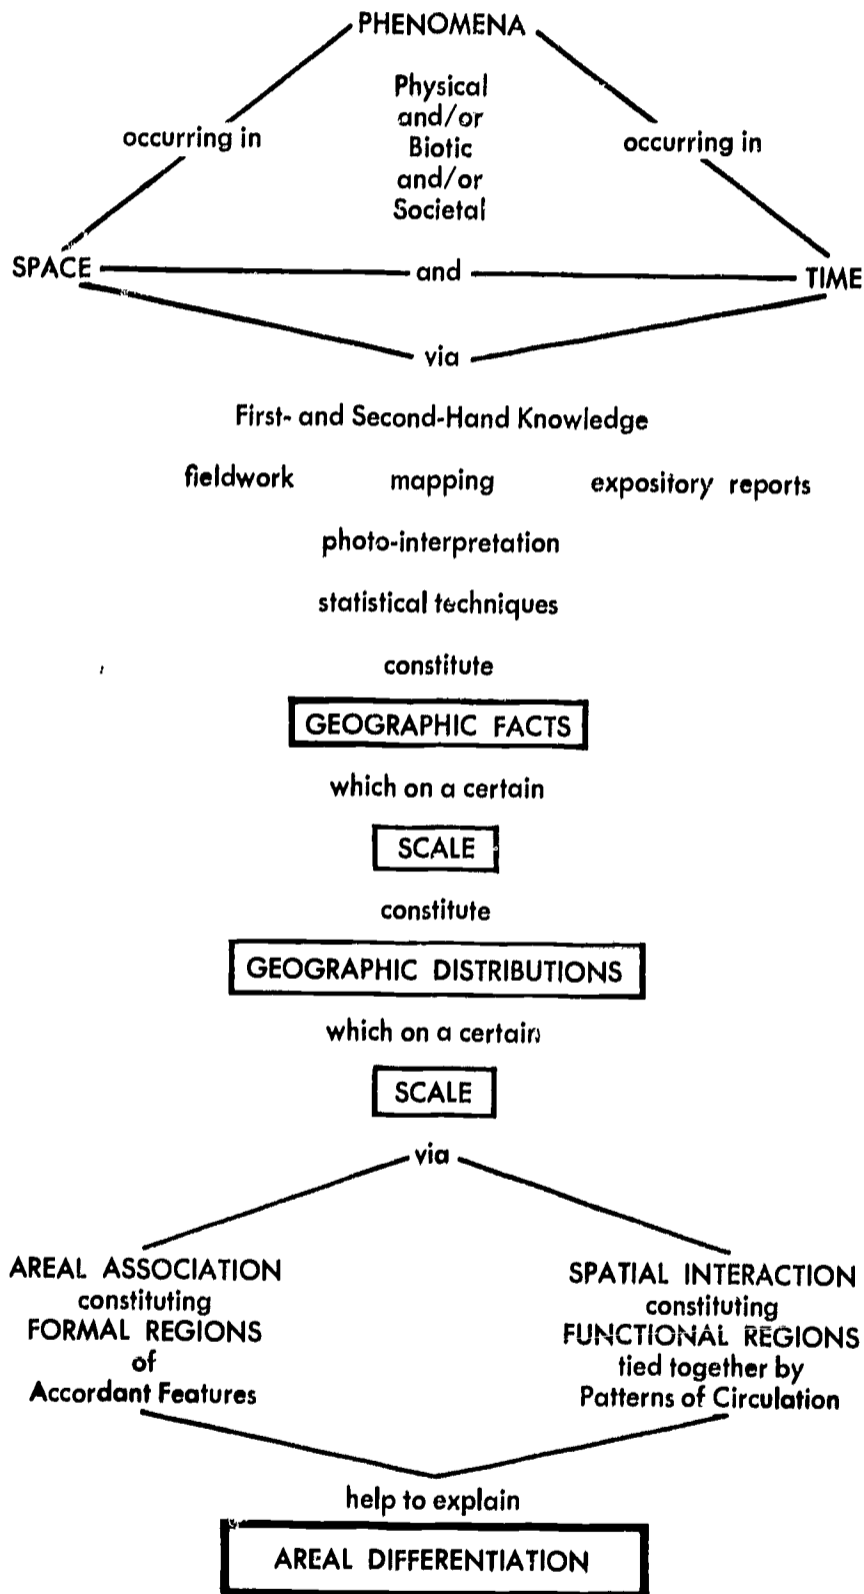 PHENOMENA
Physical
and/or
occurring in Biotic occurring in
and/or
Societal
SPACE and TIME
via
First- and Second-Hand Knowledge
fieldwork mapping expository reports
photo-interpretation
statistical techniques
constitute
GEOGRAPHIC FACTS
which on a certain
SCALE
constitute
GEOGRAPHIC DISTRIBUTIONS
which on a certain
SCALE
via
AREAL ASSOCIATION
constituting
FORMAL REGIONS
of
Accordant Features
SPATIAL INTERACTION
constituting
FUNCTIONAL REGIONS
tied together by
Patterns of Circulation
help to explain
AREAL DIFFERENTIATION